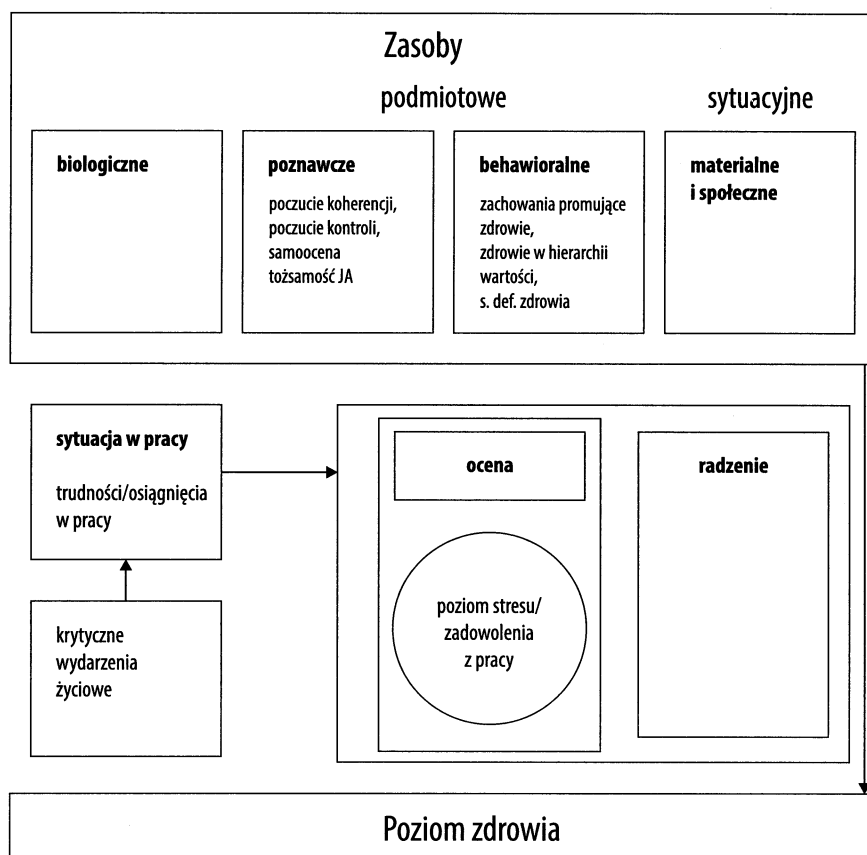 Zasoby
podmiotowe
sytuacyjne
biologiczne
poznawcze
poczucie koherencji,
poczucie kontroli,
samoocena
tożsamość JA
behawioralne
zachowania promujące
zdrowie,
zdrowie w hierarchii
wartości,
s. def. zdrowia
materialne
i społeczne
sytuacja w pracy
trudności/osiągnięcia
w pracy
krytyczne
wydarzenia
życiowe
ocena
poziom stresu/
zadowolenia
z pracy
radzenie
Poziom zdrowia